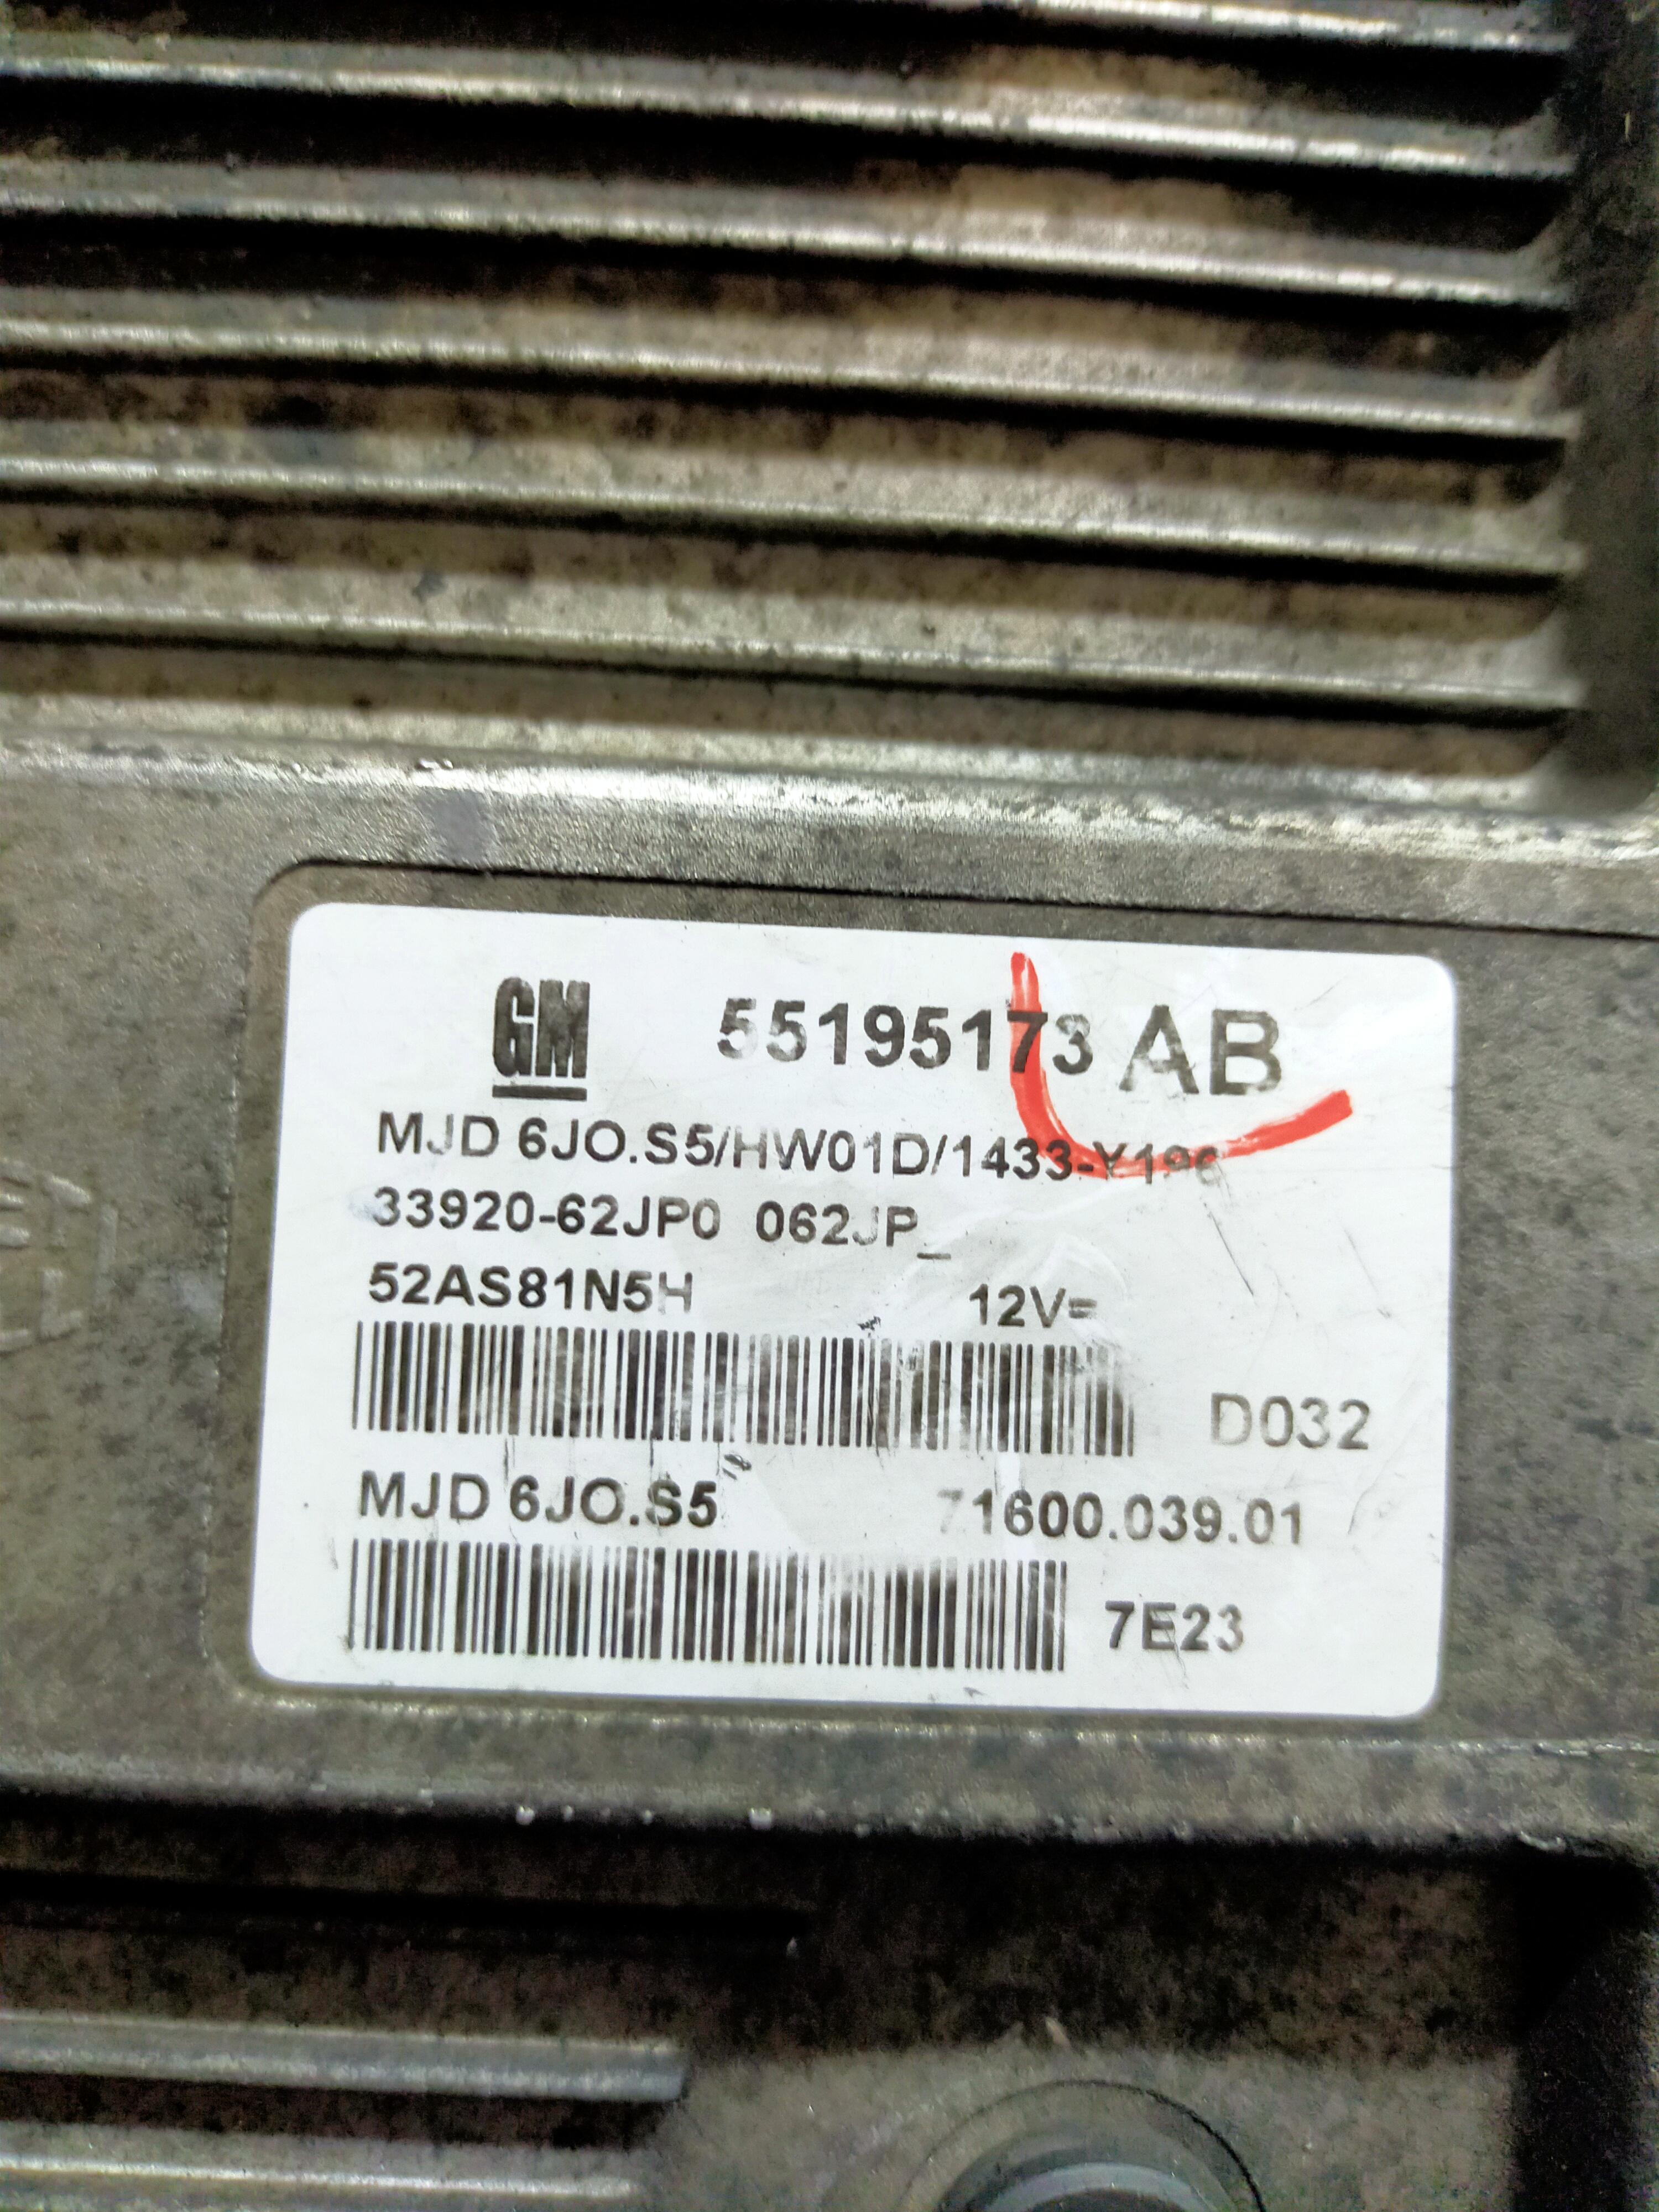 GM 55195173 AB
MJD 6JO.S5/HW01D/1433-Y196
33920-62JP0 062JP_
52AS81N5H 12V=
D032
MJD 6JO.S5 71600.039.01
7E23